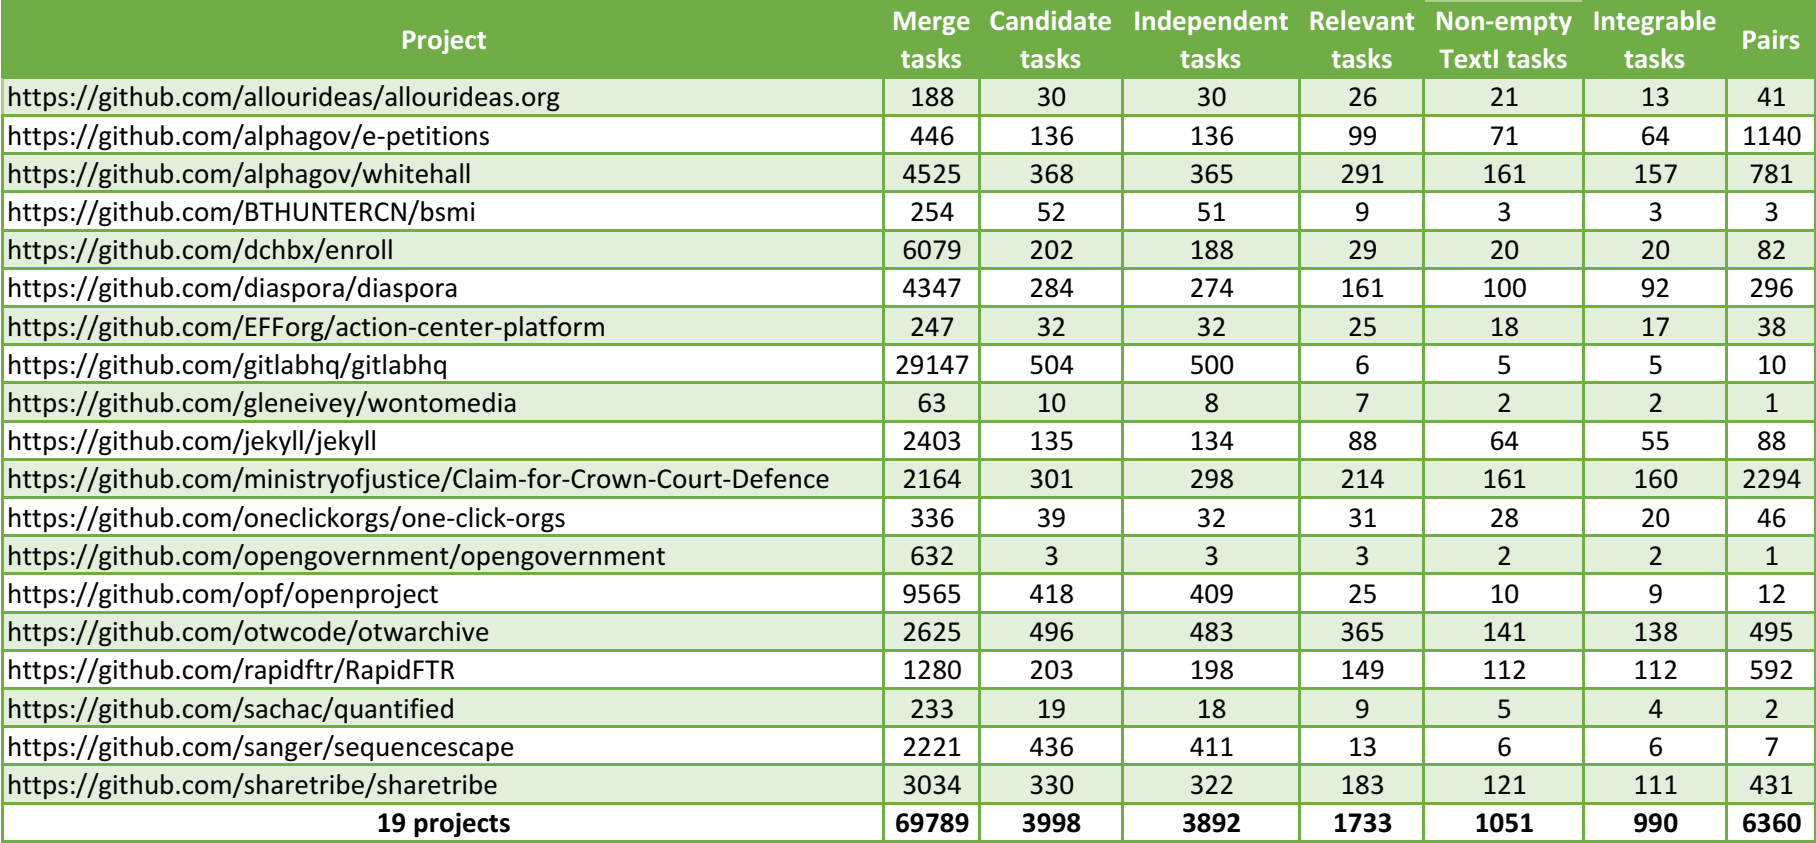 Project Merge tasks Candidate tasks Independent tasks Relevant tasks Non-empty TextI tasks Integrable tasks Pairs
https://github.com/allourideas/allourideas.org 188 30 30 26 21 13 41
https://github.com/alphagov/e-petitions 446 136 136 99 71 64 1140
https://github.com/alphagov/whitehall 4525 368 365 291 161 157 781
https://github.com/BTHUNTERCN/bsmi 254 52 51 9 3 3 3
https://github.com/dchbx/enroll 6079 202 188 29 20 20 82
https://github.com/diaspora/diaspora 4347 284 274 161 100 92 296
https://github.com/EFForg/action-center-platform 247 32 32 25 18 17 38
https://github.com/gitlabhq/gitlabhq 29147 504 500 6 5 5 10
https://github.com/gleneivey/wontomedia 63 10 8 7 2 2 1
https://github.com/jekyll/jekyll 2403 135 134 88 64 55 88
https://github.com/ministryofjustice/Claim-for-Crown-Court-Defence 2164 301 298 214 161 160 2294
https://github.com/oneclickorgs/one-click-orgs 336 39 32 31 28 20 46
https://github.com/opengovernment/opengovernment 632 3 3 3 2 2 1
https://github.com/opf/openproject 9565 418 409 25 10 9 12
https://github.com/otwcode/otwarchive 2625 496 483 365 141 138 495
https://github.com/rapidftr/RapidFTR 1280 203 198 149 112 112 592
https://github.com/sachac/quantified 233 19 18 9 5 4 2
https://github.com/sanger/sequencescape 2221 436 411 13 6 6 7
https://github.com/sharetribe/sharetribe 3034 330 322 183 121 111 431
19 projects 69789 3998 3892 1733 1051 990 6360